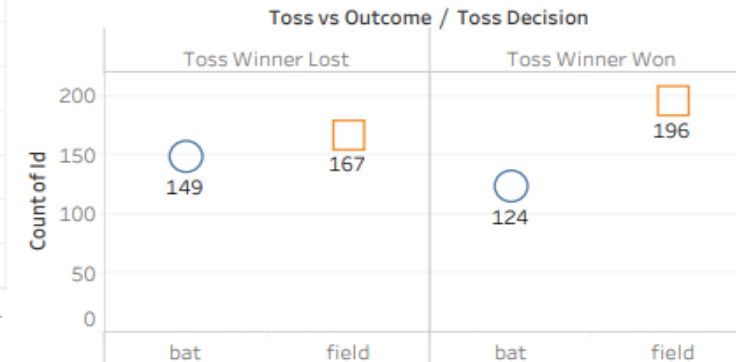 Toss vs Outcome / Toss Decision
Toss Winner Lost Toss Winner Won
Count of Id
200
150
100
50
0
149
167
124
196
bat field bat field